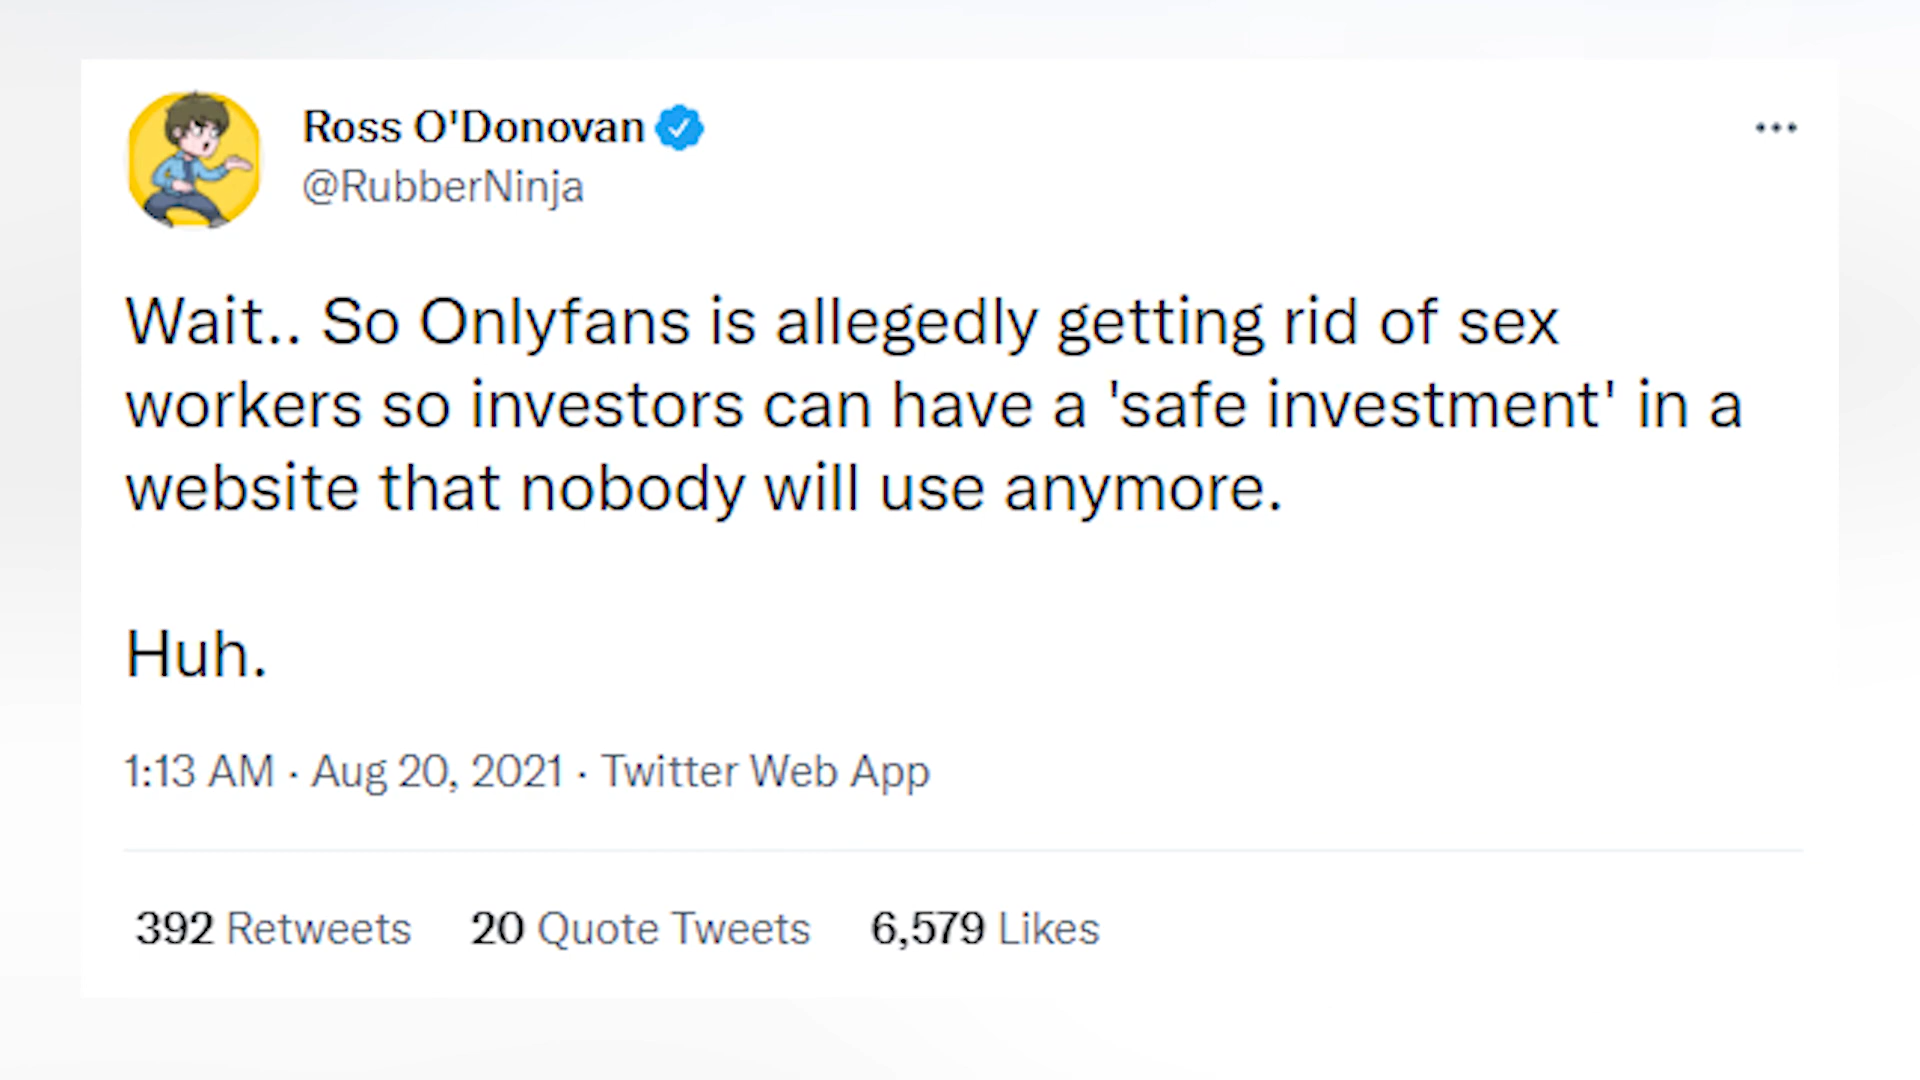 Ross O'Donovan
@RubberNinja
Wait.. So Onlyfans is allegedly getting rid of sex
workers so investors can have a 'safe investment' in a
website that nobody will use anymore.
Huh.
1:13 AM · Aug 20, 2021 · Twitter Web App
392 Retweets 20 Quote Tweets 6,579 Likes